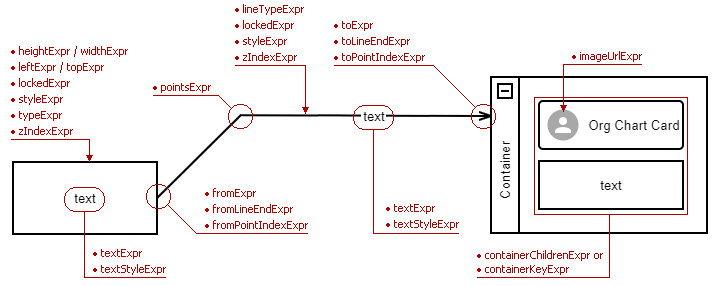 • lineTypeExpr
• lockedExpr
• styleExpr
• zIndexExpr
• toExpr
• toLineEndExpr
• toPointIndexExpr
• heightExpr / widthExpr
• leftExpr / topExpr
• lockedExpr
• styleExpr
• typeExpr
• zIndexExpr
• pointsExpr
• imageUrlExpr
text
Org Chart Card
Container
text
text
• fromExpr
• fromLineEndExpr
• fromPointIndexExpr
• textExpr
• textStyleExpr
• textExpr
• textStyleExpr
• containerChildrenExpr or
• containerKeyExpr